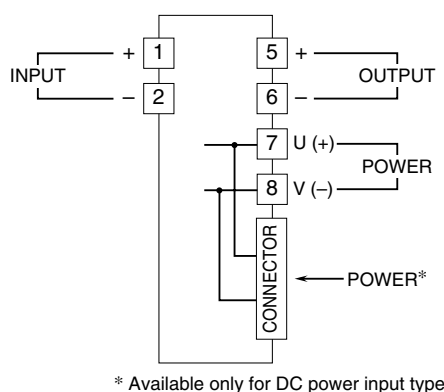 + 1
INPUT
− 2
5 +
OUTPUT
6 −
7 U (+)
POWER
8 V (−)
CONNECTOR
POWER*
* Available only for DC power input type